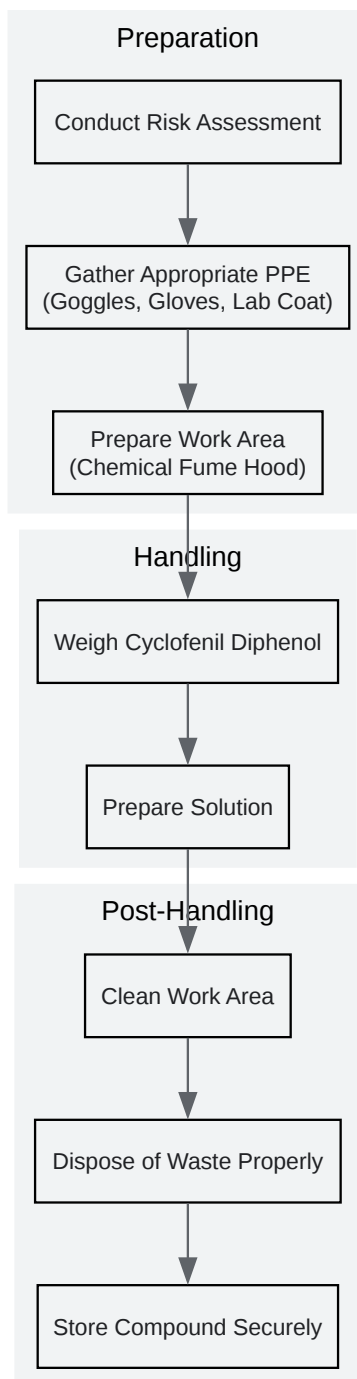 Preparation
Conduct Risk Assessment
Gather Appropriate PPE
(Goggles, Gloves, Lab Coat)
Prepare Work Area
(Chemical Fume Hood)
Handling
Weigh Cyclofenil Diphenol
Prepare Solution
Post-Handling
Clean Work Area
Dispose of Waste Properly
Store Compound Securely